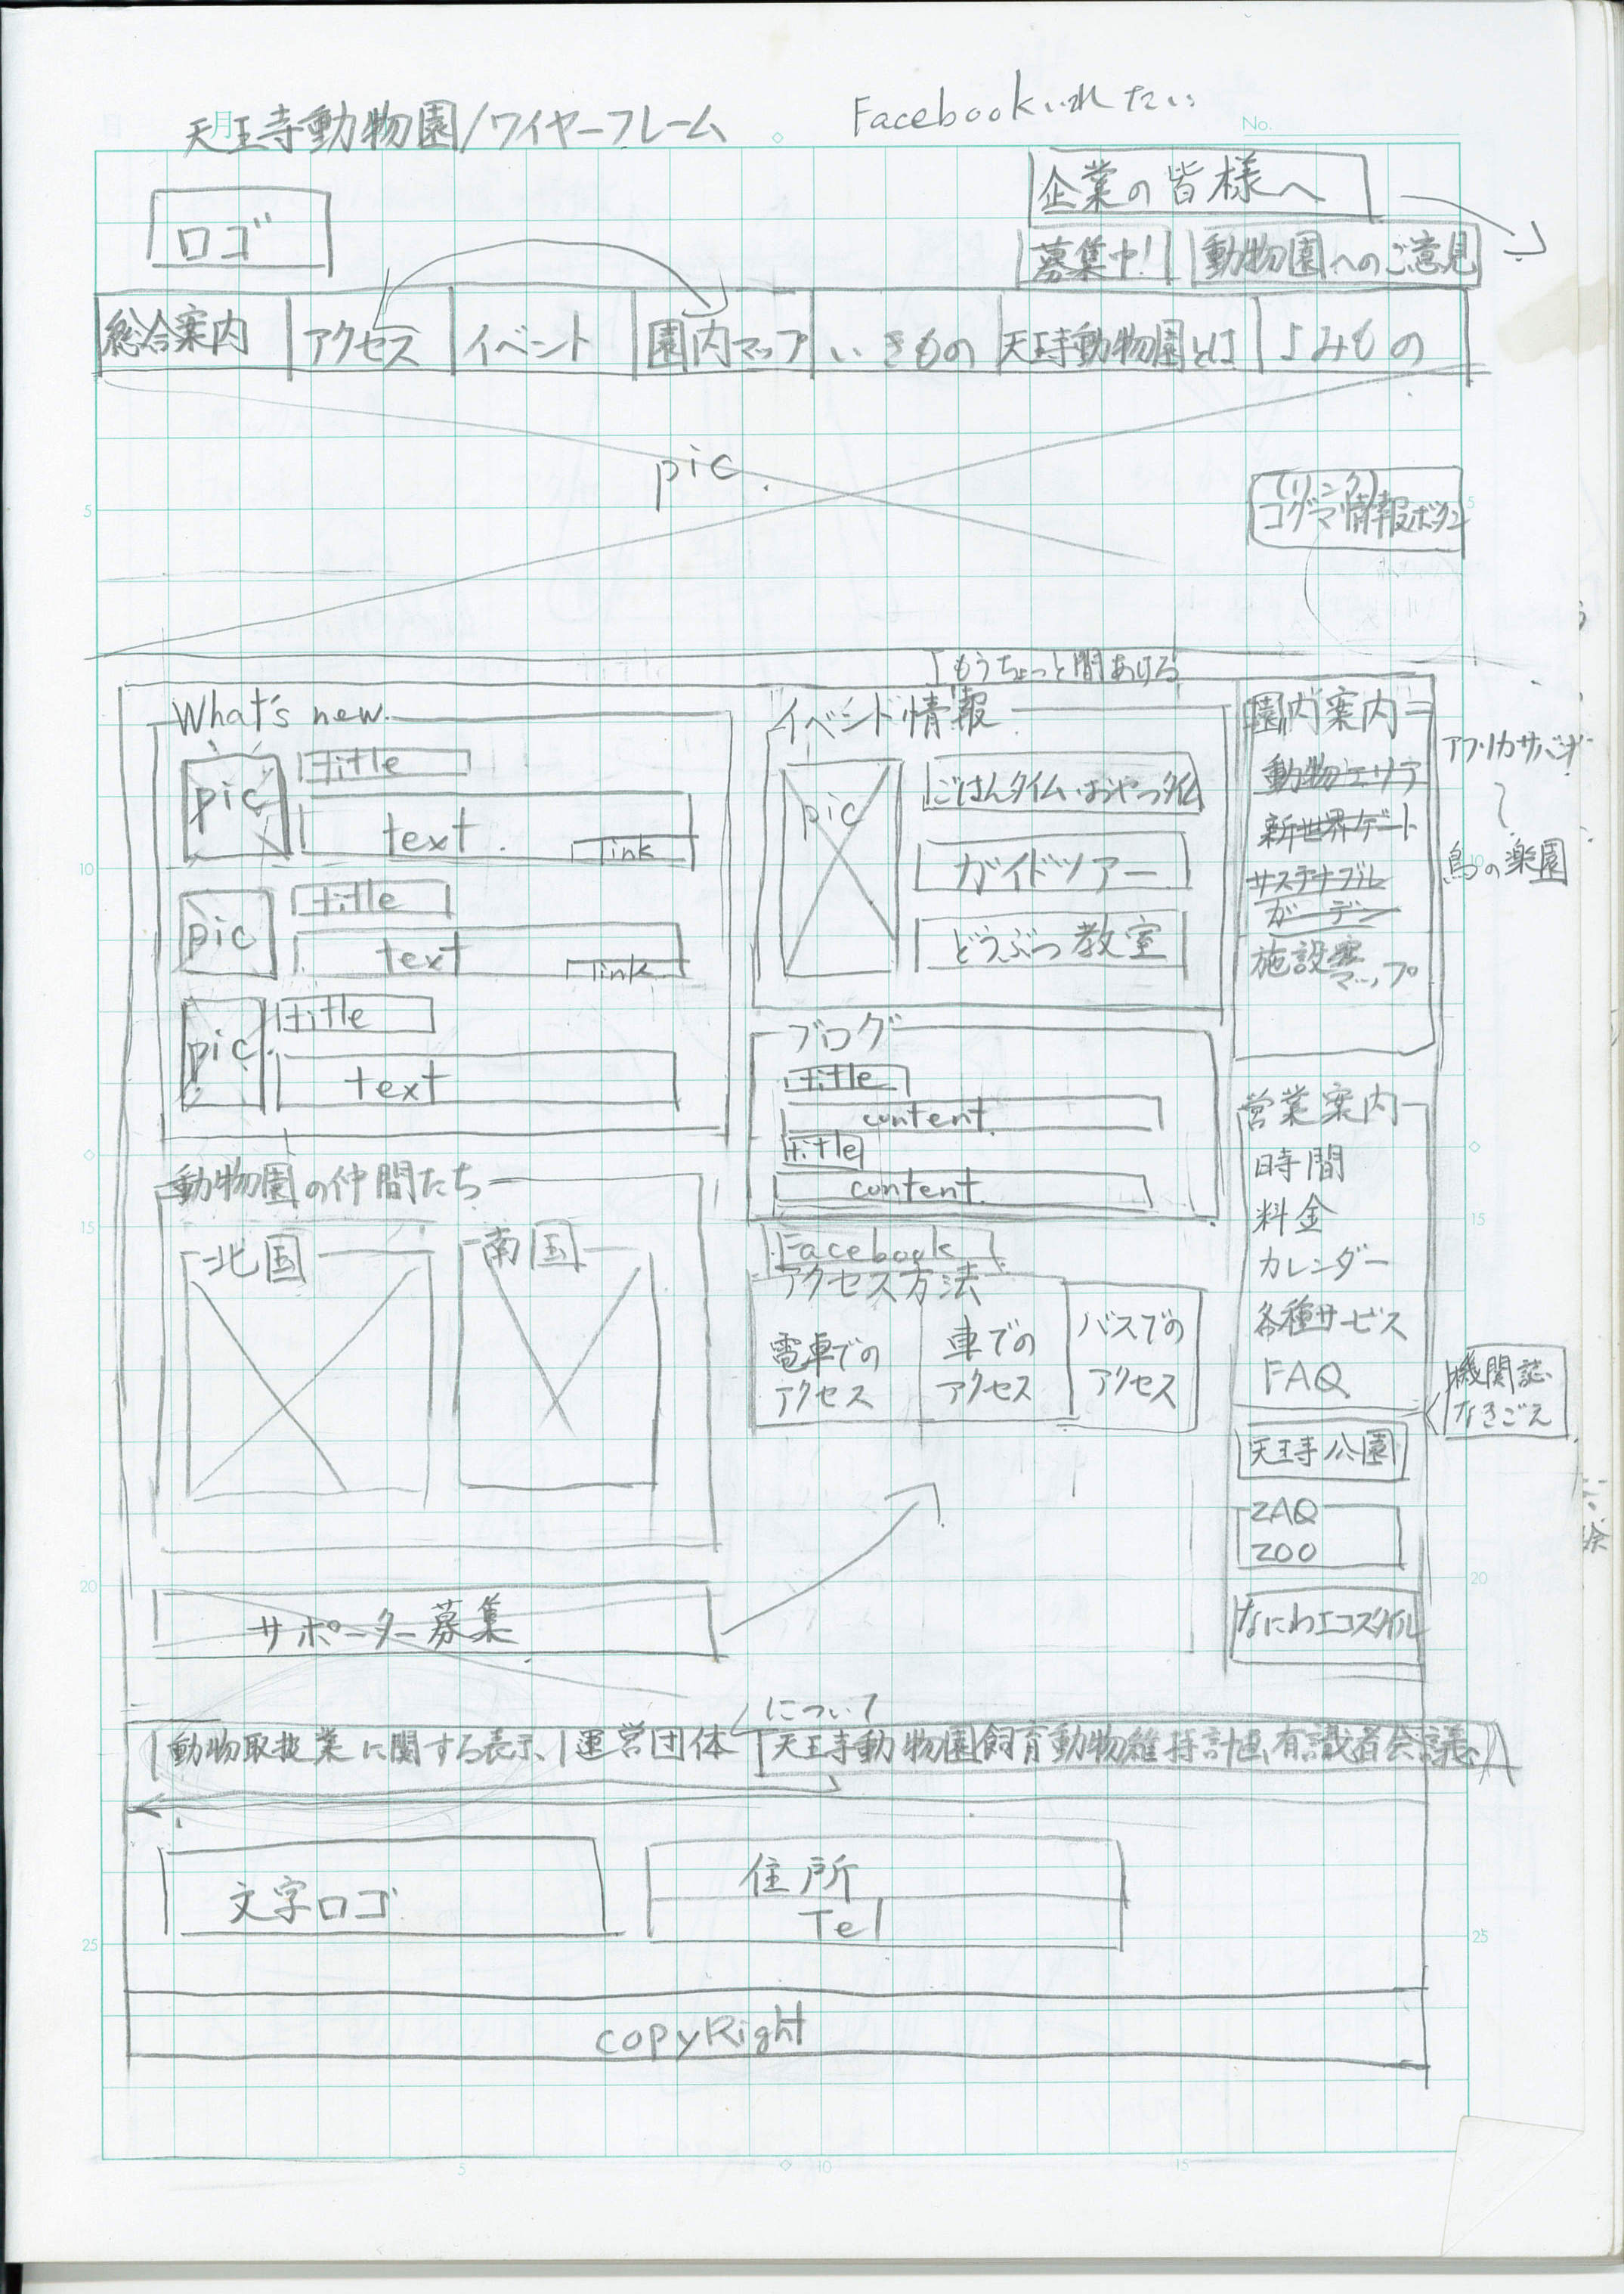 天王寺動物園/ワイヤーフレーム
Facebookいれたい
No.
月
ロゴ
企業の皆様へ
募集中!
動物園へのご意見
総合案内
アクセス
イベント
園内マップ
いきもの
天王寺動物園とは
よみもの
pic.
(リンク)
コグマ情報ボタン
もうちょっと間あける
What's new
pic
title
text
link
pic
title
text
link
pic
title
text
イベント情報
pic
ごはんタイム・おやつタイム
ガイドツアー
どうぶつ教室
園内案内
動物エリア
新世界ゲート
サステナブル
ガーデン
施設
マップ
アフリカサバンナ
~
鳥の楽園
ブログ
title
content
title
content
動物園の仲間たち
北国
南国
Facebook
アクセス方法
電車での
アクセス
車での
アクセス
バスでの
アクセス
営業案内
時間
料金
カレンダー
各種サービス
FAQ
機関誌
なきごえ
天王寺公園
ZAQ
ZOO
なにわエコスタイル
サポーター募集
について
動物取扱業に関する表示
運営団体
天王寺動物園飼育動物維持計画有識者会議
文字ロゴ
住所
Tel
copyRight
5
10
15
20
25
5
10
15
20
25
5
10
15